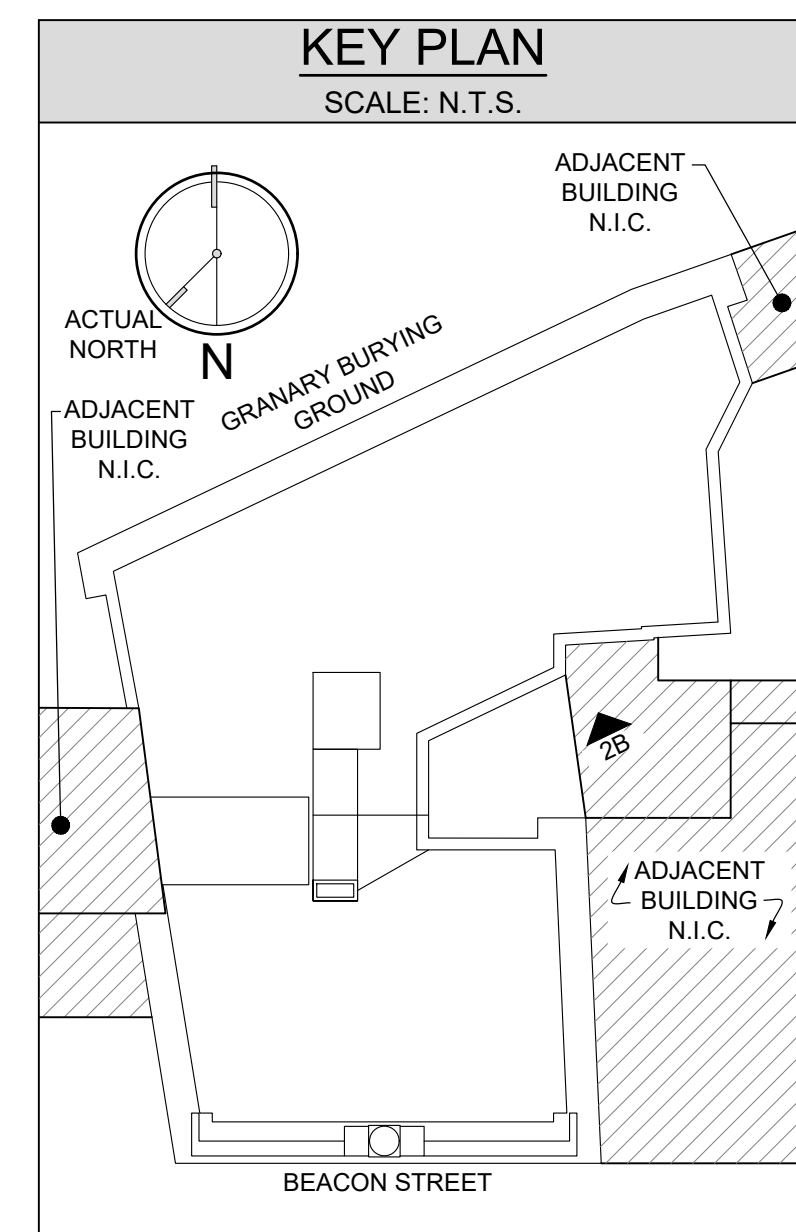 KEY PLAN
SCALE: N.T.S.
ADJACENT
BUILDING
N.I.C.
ACTUAL
NORTH
N
GRANARY BURYING
GROUND
ADJACENT
BUILDING
N.I.C.
2B
ADJACENT
BUILDING
N.I.C.
BEACON STREET